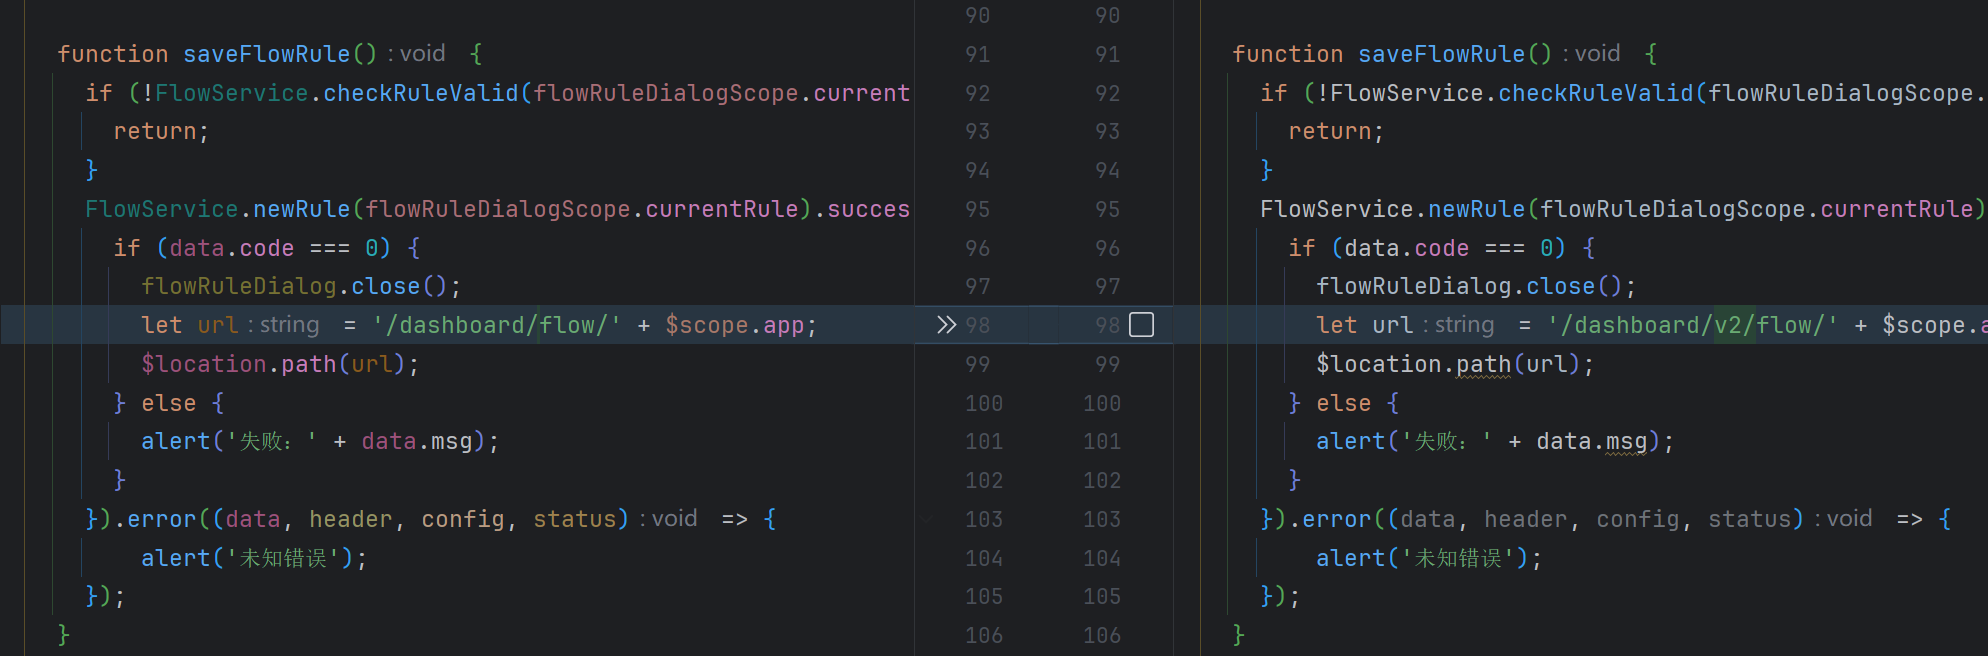 90 90
function saveFlowRule() : void {
91 91
function saveFlowRule() : void {
if (!FlowService.checkRuleValid(flowRuleDialogScope.current
92 92
if (!FlowService.checkRuleValid(flowRuleDialogScope.
return;
93 93
return;
}
94 94
}
FlowService.newRule(flowRuleDialogScope.currentRule).succes
95 95
FlowService.newRule(flowRuleDialogScope.currentRule)
if (data.code === 0) {
96 96
if (data.code === 0) {
flowRuleDialog.close();
97 97
flowRuleDialog.close();
let url : string = '/dashboard/flow/' + $scope.app;
98 98
let url : string = '/dashboard/v2/flow/' + $scope.a
$location.path(url);
99 99
$location.path(url);
} else {
100 100
} else {
alert('失败：' + data.msg);
101 101
alert('失败：' + data.msg);
}
102 102
}
}).error((data, header, config, status) : void => {
103 103
}).error((data, header, config, status) : void => {
alert('未知错误');
104 104
alert('未知错误');
});
105 105
});
}
106 106
}